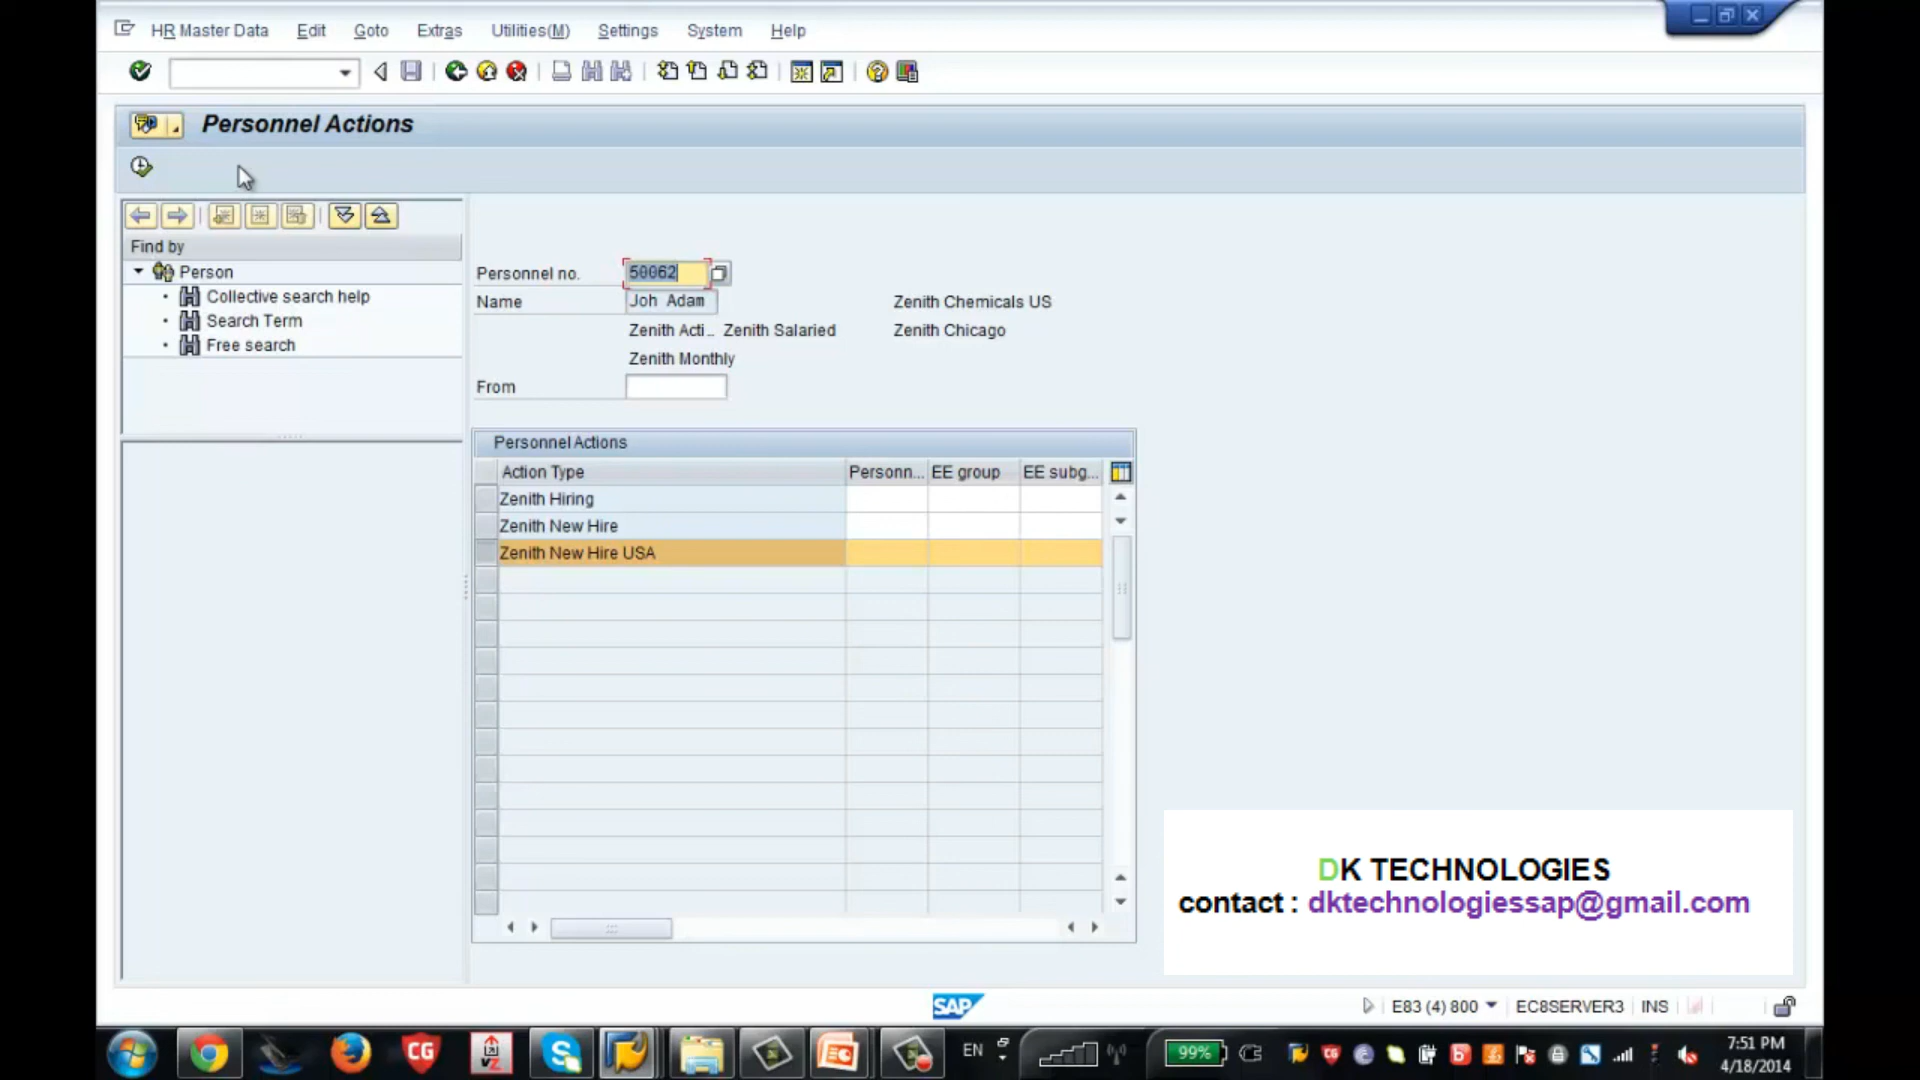 HR Master Data Edit Goto Extras Utilities(M) Settings System Help
Personnel Actions
Find by
Person
Collective search help
Search Term
Free search
Personnel no. 50062
Name Joh Adam Zenith Chemicals US
Zenith Acti.. Zenith Salaried Zenith Chicago
Zenith Monthly
From
Personnel Actions
Action Type Personn... EE group EE subg...
Zenith Hiring
Zenith New Hire
Zenith New Hire USA
DK TECHNOLOGIES
contact : dktechnologiessap@gmail.com
SAP E83 (4) 800 EC8SERVER3 INS
CG EN 99% 7:51 PM
4/18/2014